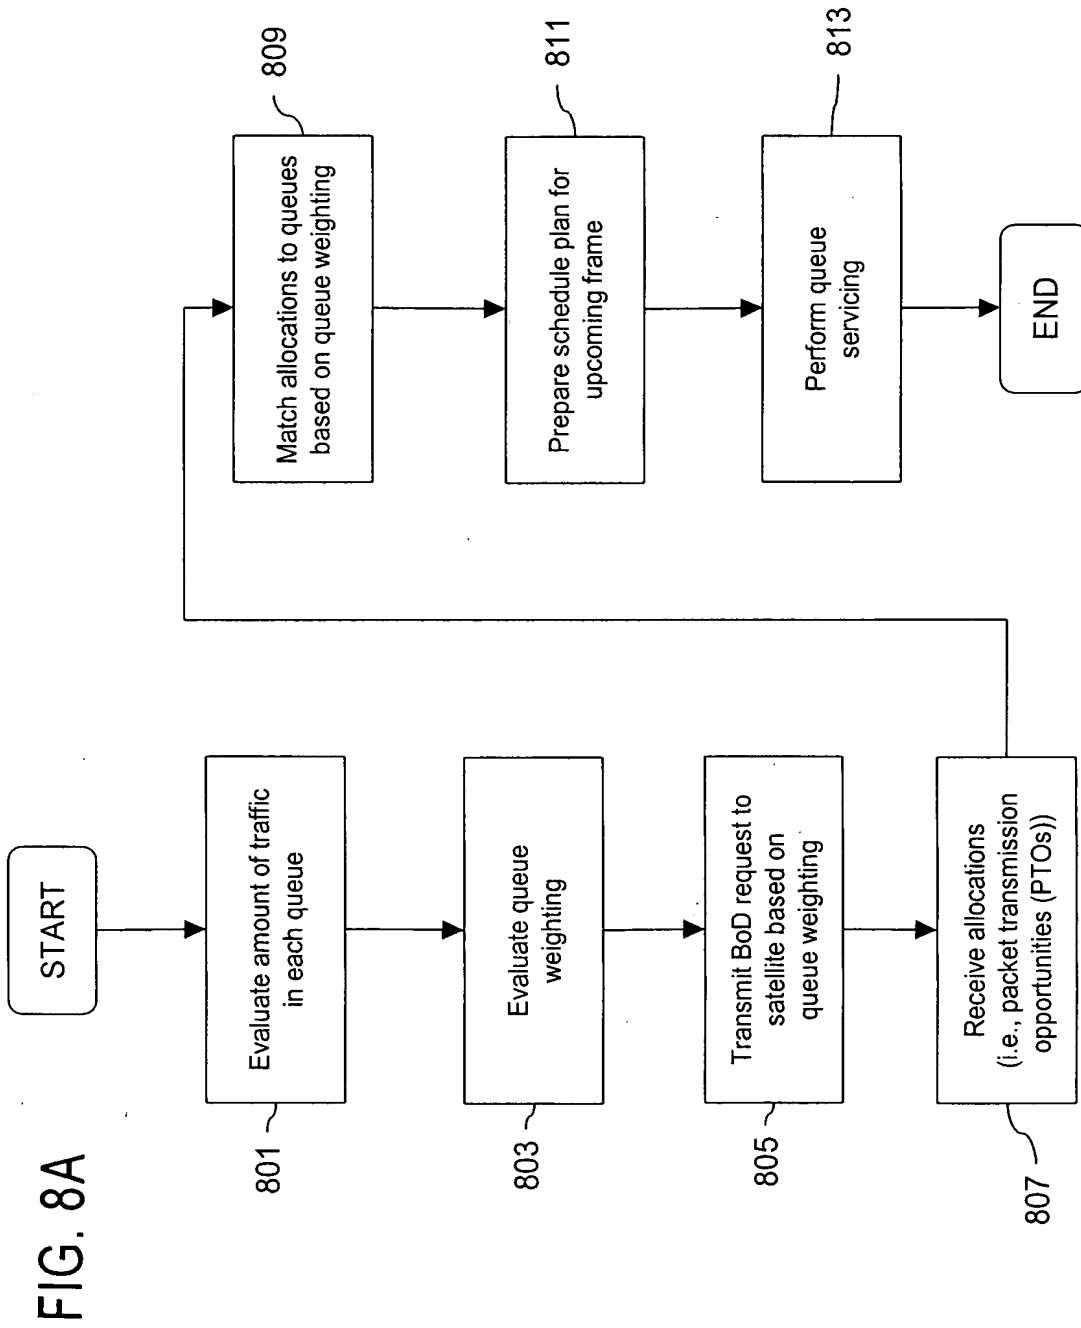 FIG. 8A
START
Evaluate amount of traffic
in each queue
801
Evaluate queue
weighting
803
Transmit BoD request to
satellite based on
queue weighting
805
Receive allocations
(i.e., packet transmission
opportunities (PTOs))
807
Match allocations to queues
based on queue weighting
809
Prepare schedule plan for
upcoming frame
811
Perform queue
servicing
813
END